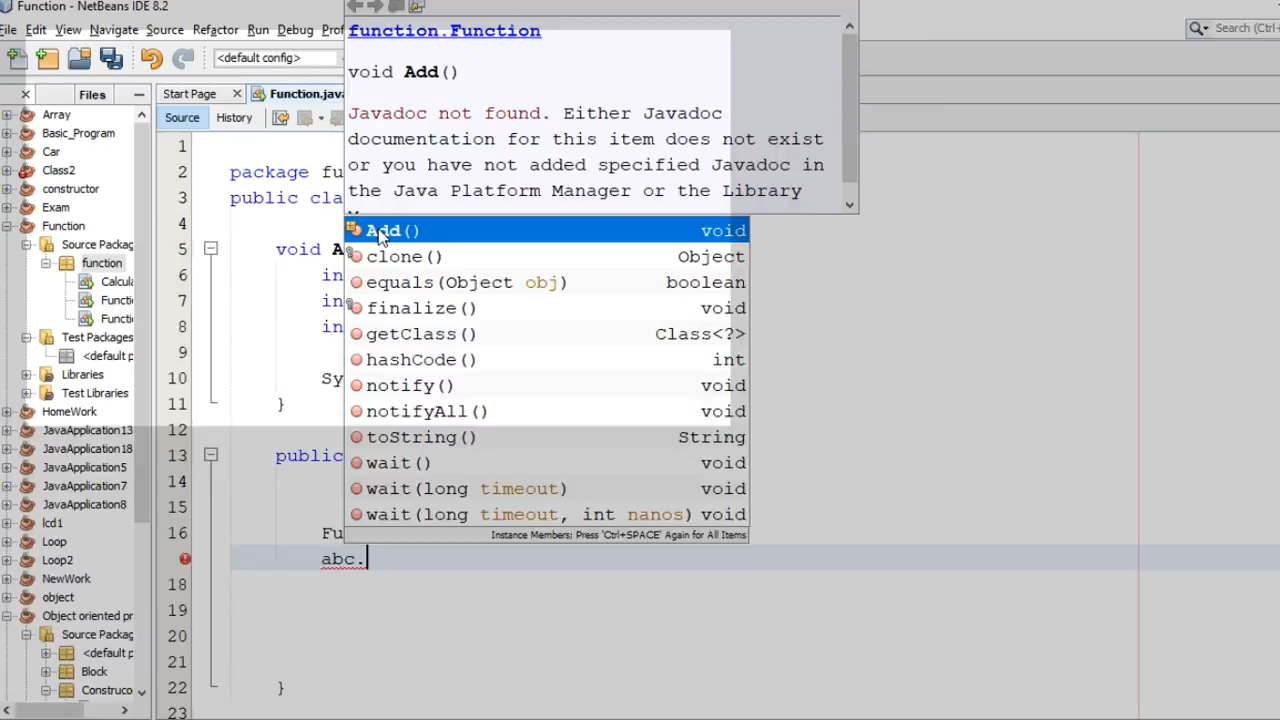 Function - NetBeans IDE 8.2
File Edit View Navigate Source Refactor Run Debug Prof
Search (Ctrl+
<default config>
Files
Start Page
Function.java
Source History
Array
Basic_Program
Car
Class2
constructor
Exam
Function
Source Packag
function
Calcula
Functi
Functi
Test Packages
<default p
Libraries
Test Libraries
HomeWork
JavaApplication13
JavaApplication18
JavaApplication5
JavaApplication7
JavaApplication8
lcd1
Loop
Loop2
NewWork
object
Object oriented pr
Source Packag
<default p
Block
Construco
1
2 package fu
3 public cla
4
5 void A
6 in
7 in
8 in
9
10 Sy
11 }
12
13 public
14
15
16 Fu
abc.
18
19
20
21
22 }
23
function.Function
void Add()
Javadoc not found. Either Javadoc
documentation for this item does not exist
or you have not added specified Javadoc in
the Java Platform Manager or the Library
Add() void
clone() Object
equals(Object obj) boolean
finalize() void
getClass() Class<?>
hashCode() int
notify() void
notifyAll() void
toString() String
wait() void
wait(long timeout) void
wait(long timeout, int nanos) void
Instance Members; Press 'Ctrl+SPACE' Again for All Items